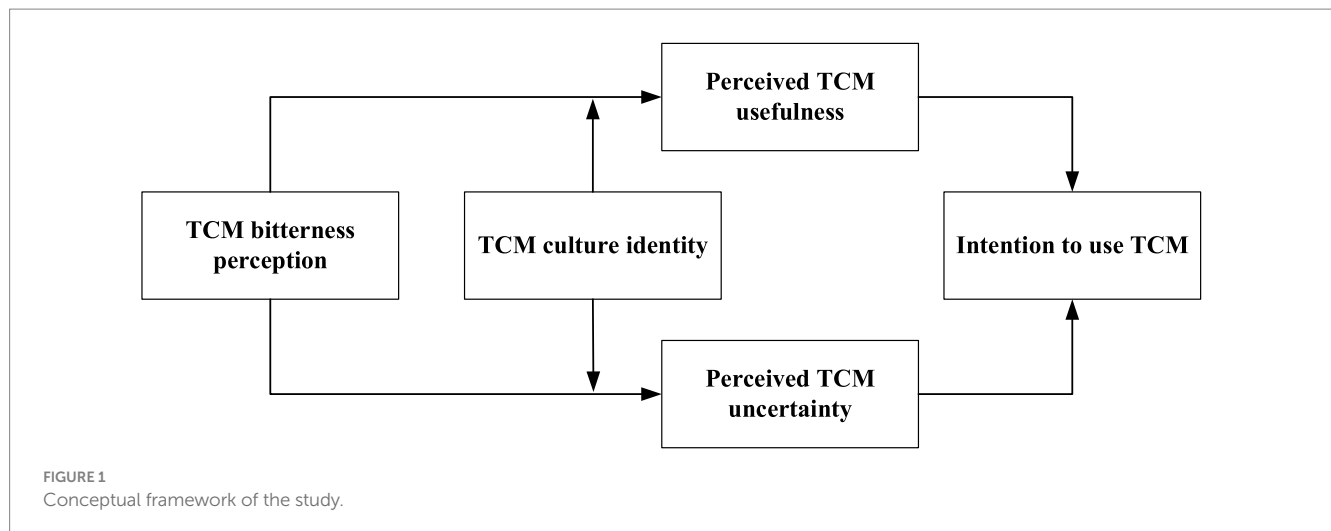 Perceived TCM
usefulness
TCM bitterness
perception
TCM culture identity
Intention to use TCM
Perceived TCM
uncertainty
FIGURE 1
Conceptual framework of the study.